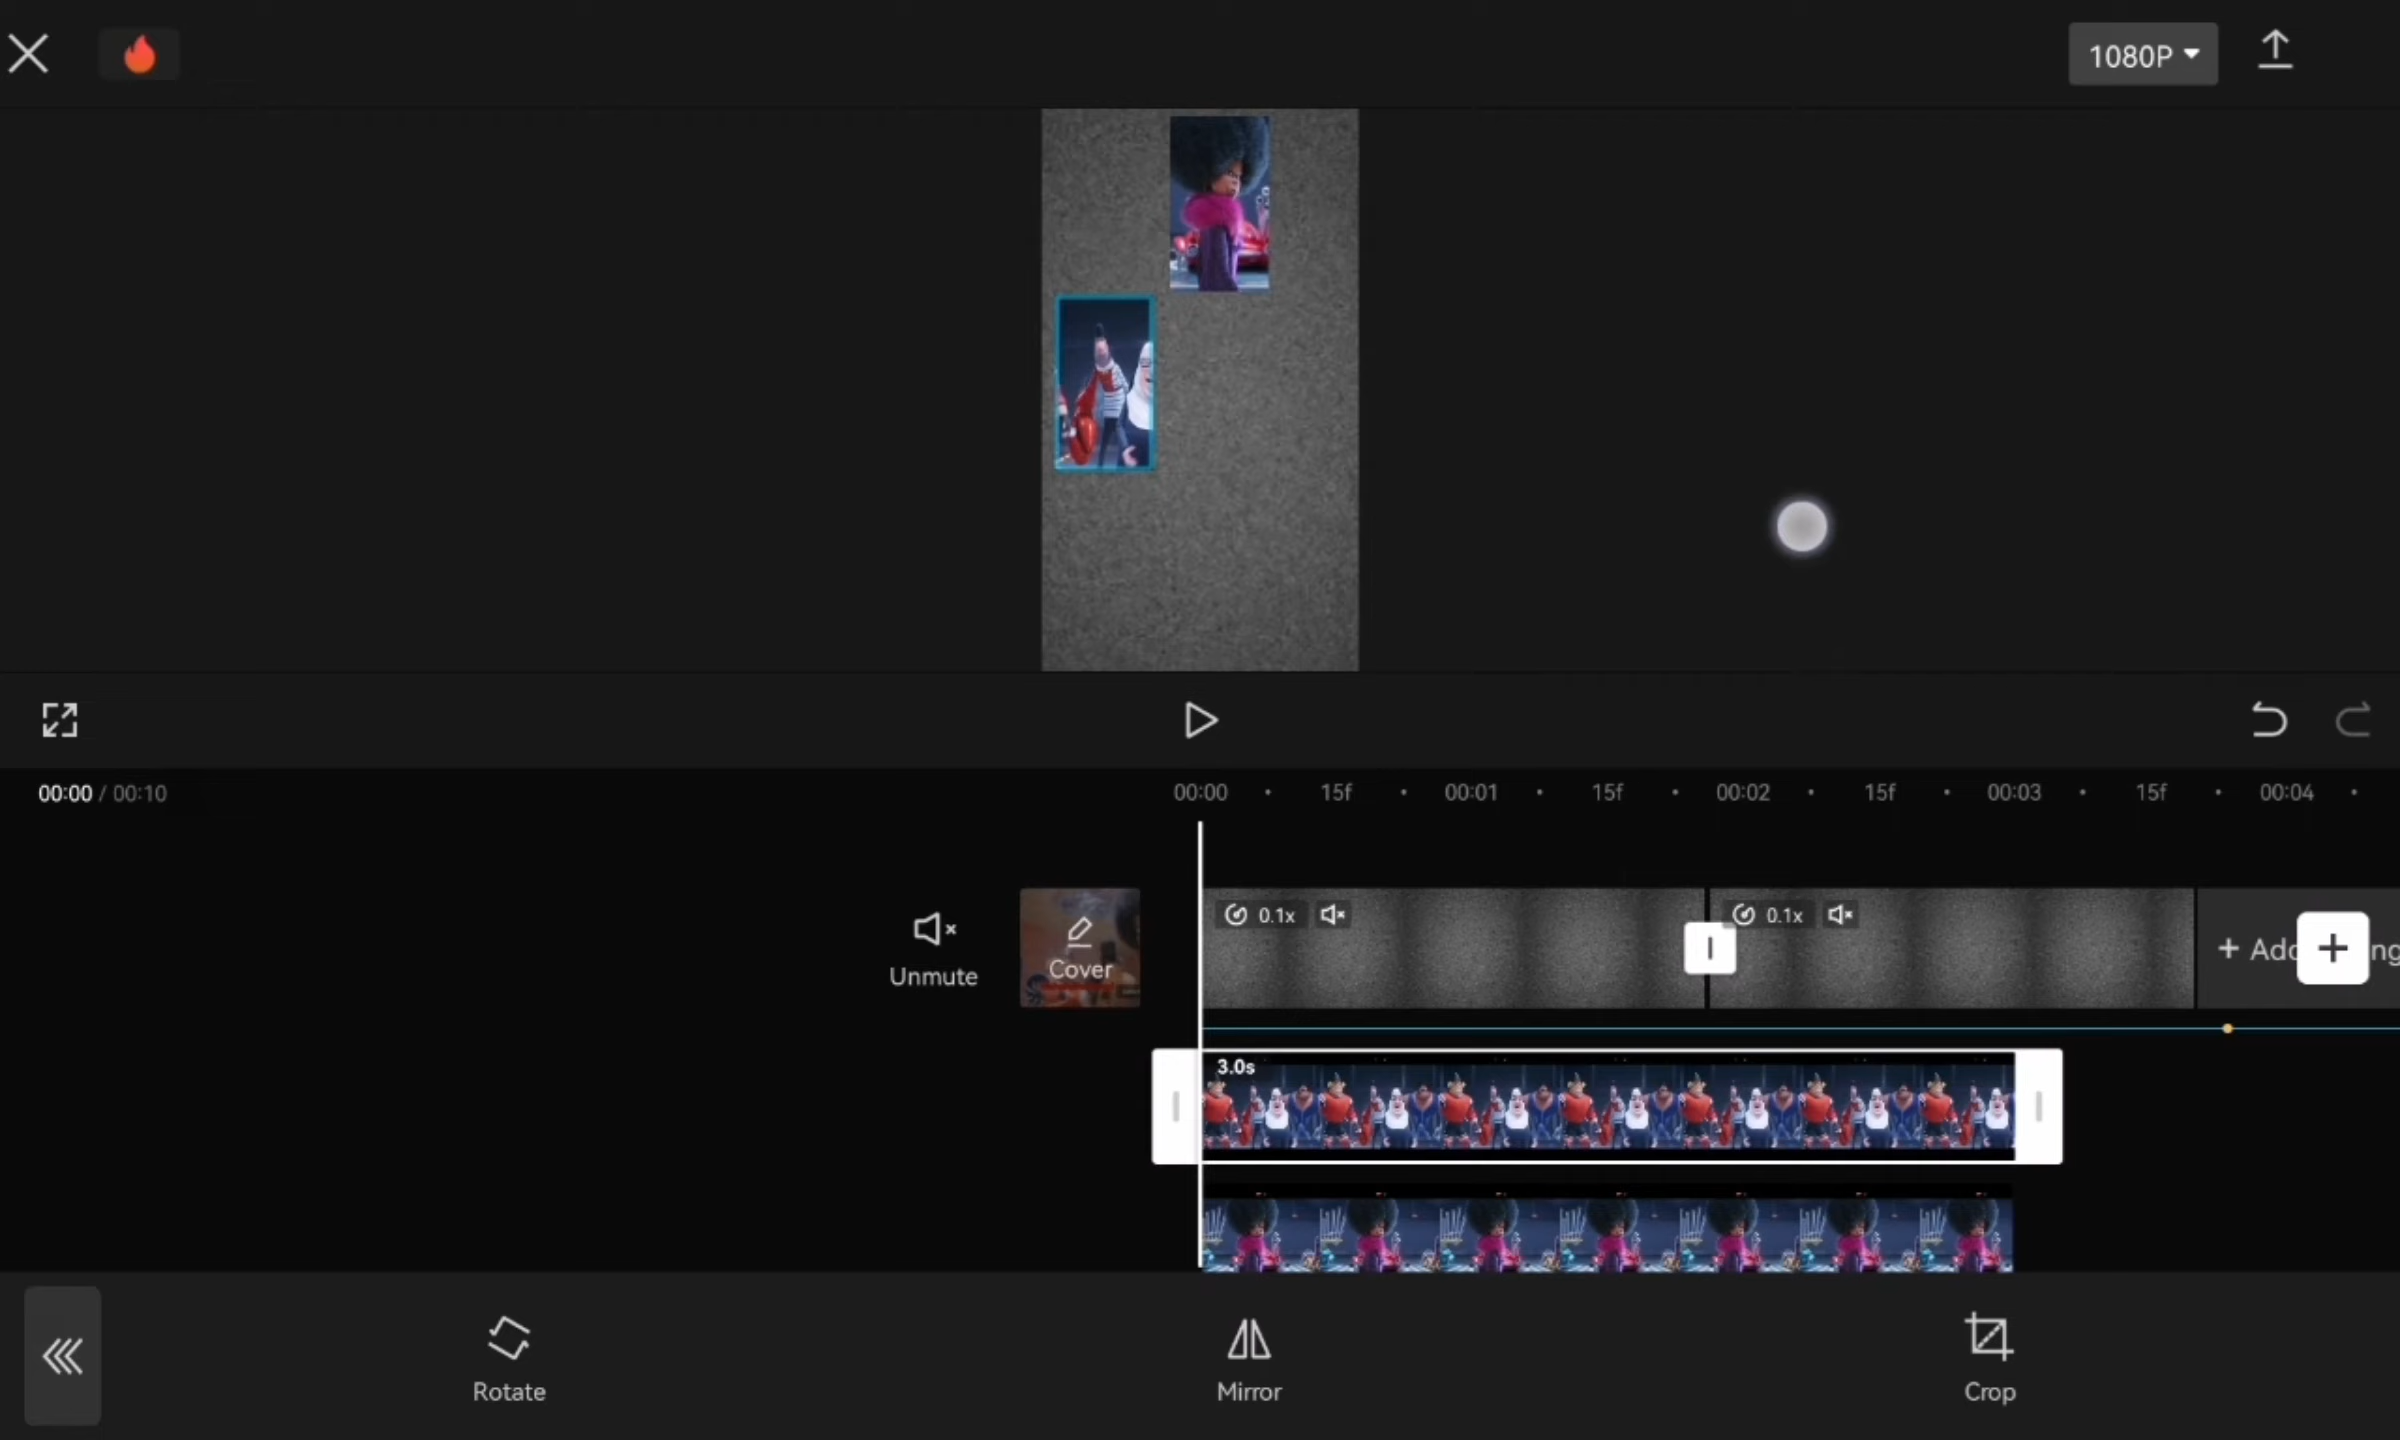 1080P
00:00 / 00:10
00:00 15f 00:01 15f 00:02 15f 00:03 15f 00:04
0.1x 0.1x
Unmute
Cover
3.0s
Rotate Mirror Crop